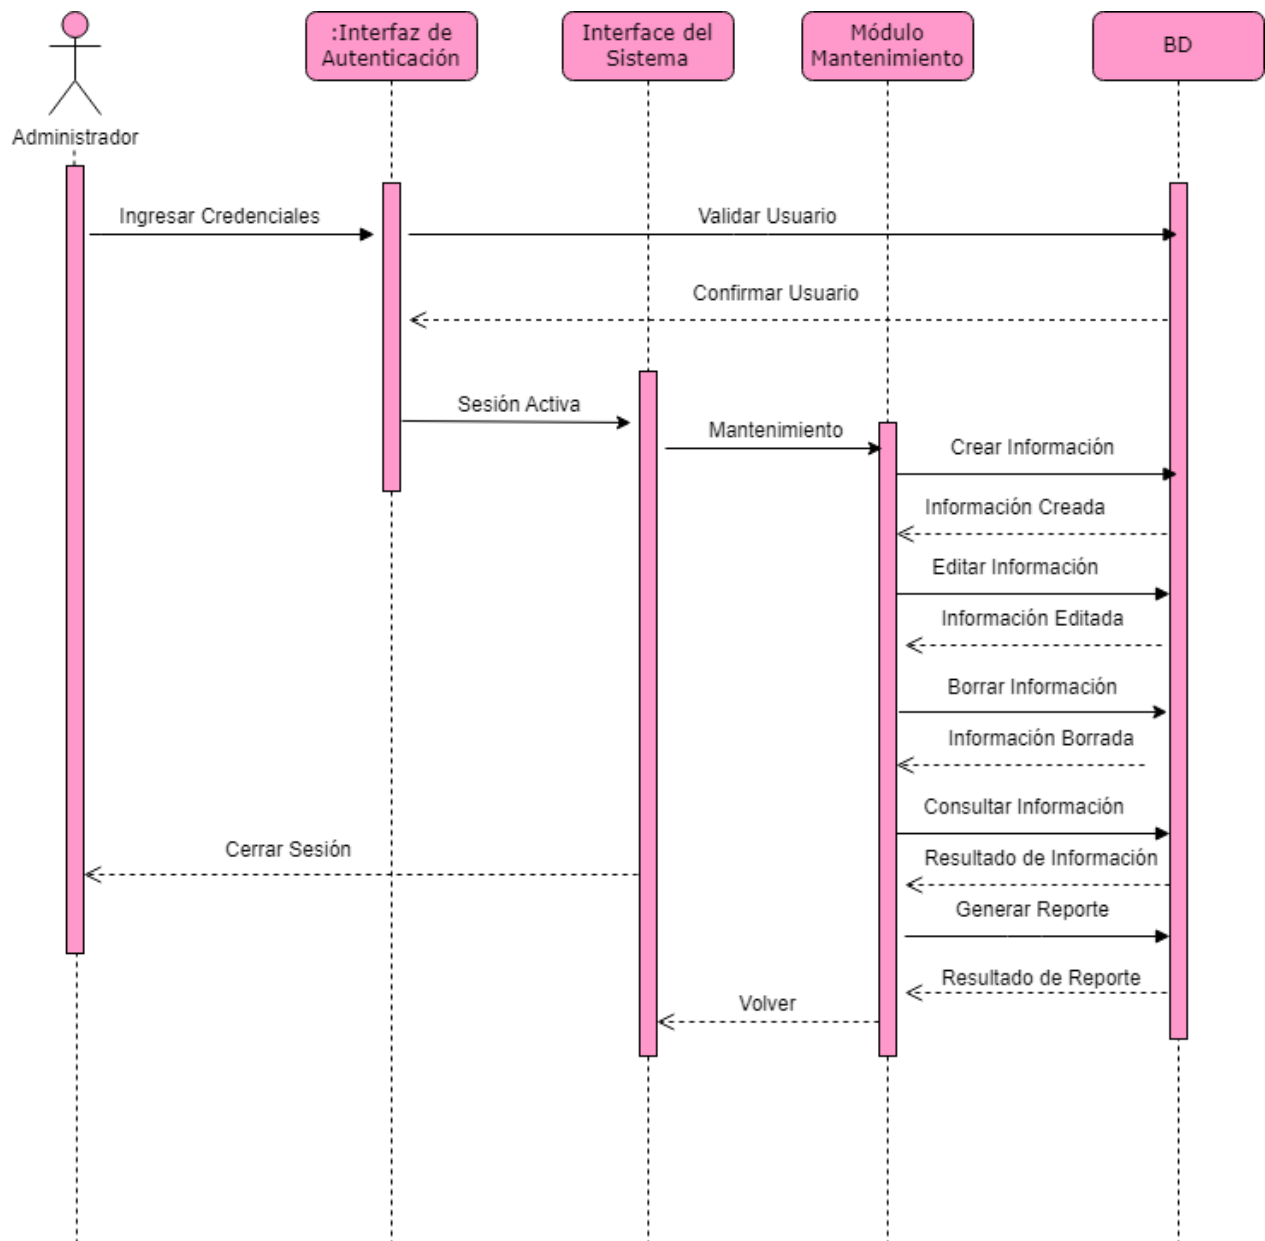 :Interfaz de
Autenticación
Interface del
Sistema
Módulo
Mantenimiento
BD
Administrador
Ingresar Credenciales
Validar Usuario
Confirmar Usuario
Sesión Activa
Mantenimiento
Crear Información
Información Creada
Editar Información
Información Editada
Borrar Información
Información Borrada
Consultar Información
Cerrar Sesión
Resultado de Información
Generar Reporte
Resultado de Reporte
Volver